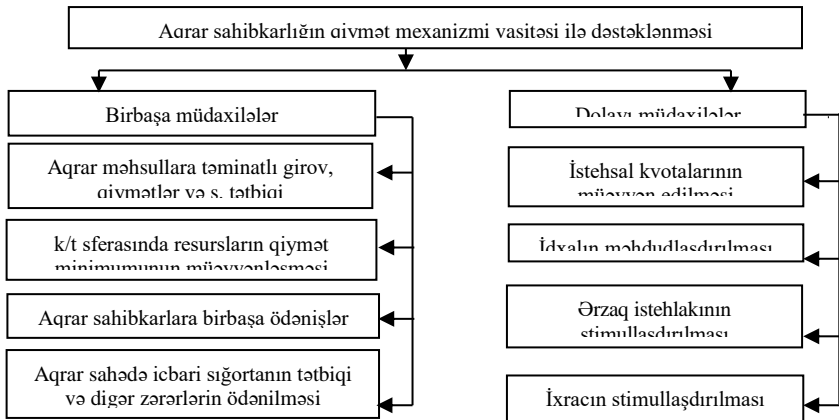 Aqrar sahibkarlığın qiymət mexanizmi vasitəsi ilə dəstəklənməsi
Birbaşa müdaxilələr
Aqrar məhsullara təminatlı girov,
qiymətlər və s. tətbiqi
k/t sferasında resursların qiymət
minimumunun müəyyənləşməsi
Aqrar sahibkarlara birbaşa ödənişlər
Aqrar sahədə icbari sığortanın tətbiqi
və digər zərərlərin ödənilməsi
Dolayı müdaxilələr
İstehsal kvotalarının
müəyyən edilməsi
İdxalın məhdudlaşdırılması
Ərzaq istehlakının
stimullaşdırılması
İxracın stimullaşdırılması